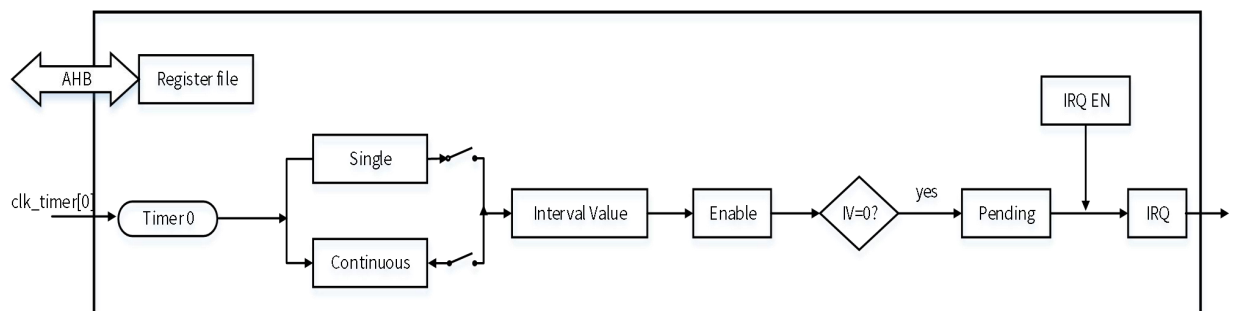 AHB
Register file
IRQ EN
Single
clk_timer[0]
Timer 0
Interval Value
Enable
IV=0?
yes
Pending
IRQ
Continuous